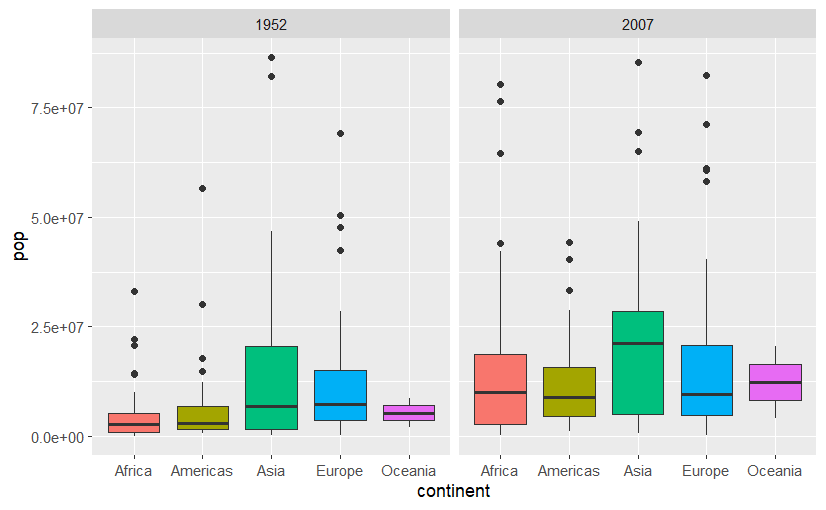 1952 2007
pop
7.5e+07
5.0e+07
2.5e+07
0.0e+00
Africa Americas Asia Europe Oceania Africa Americas Asia Europe Oceania
continent